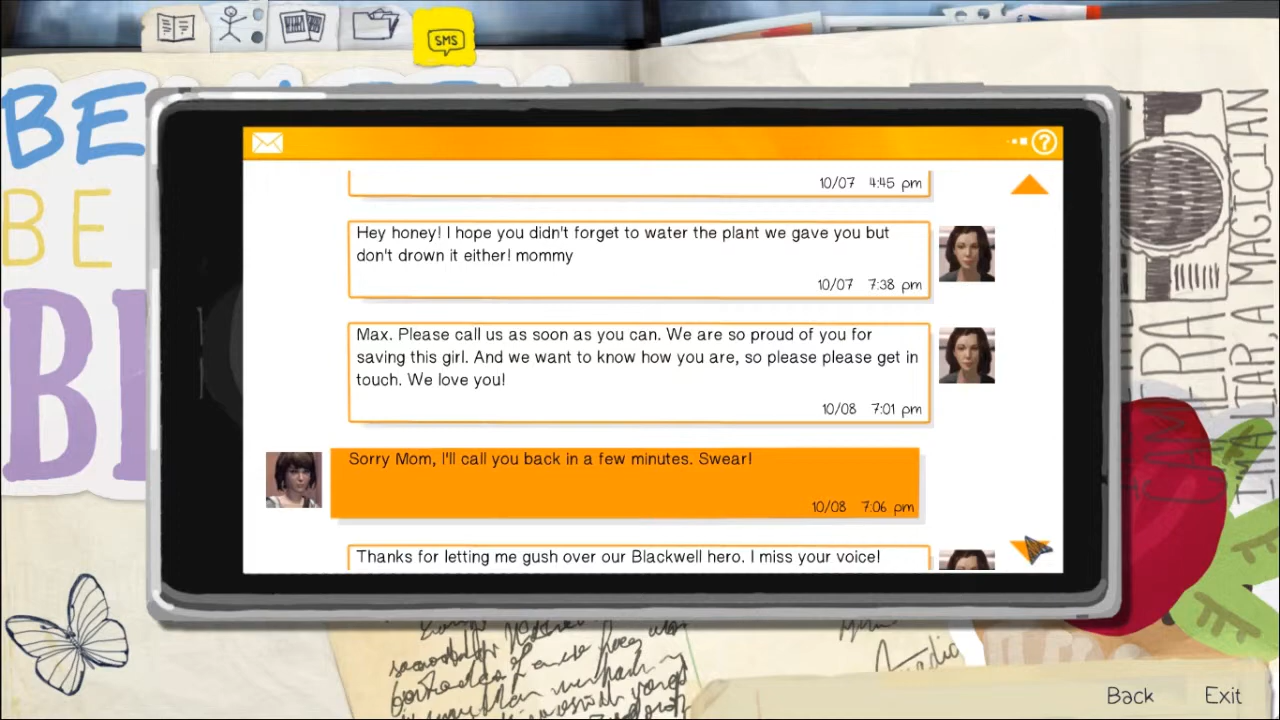 SMS
BE
BE
10/07 4:45 pm
Hey honey! I hope you didn't forget to water the plant we gave you but
don't drown it either! mommy
10/07 7:38 pm
Max. Please call us as soon as you can. We are so proud of you for
saving this girl. And we want to know how you are, so please please get in
touch. We love you!
10/08 7:01 pm
Sorry Mom, I'll call you back in a few minutes. Swear!
10/08 7:06 pm
Thanks for letting me gush over our Blackwell hero. I miss your voice!
I'M A LIAR, A MAGICIAN
Back Exit